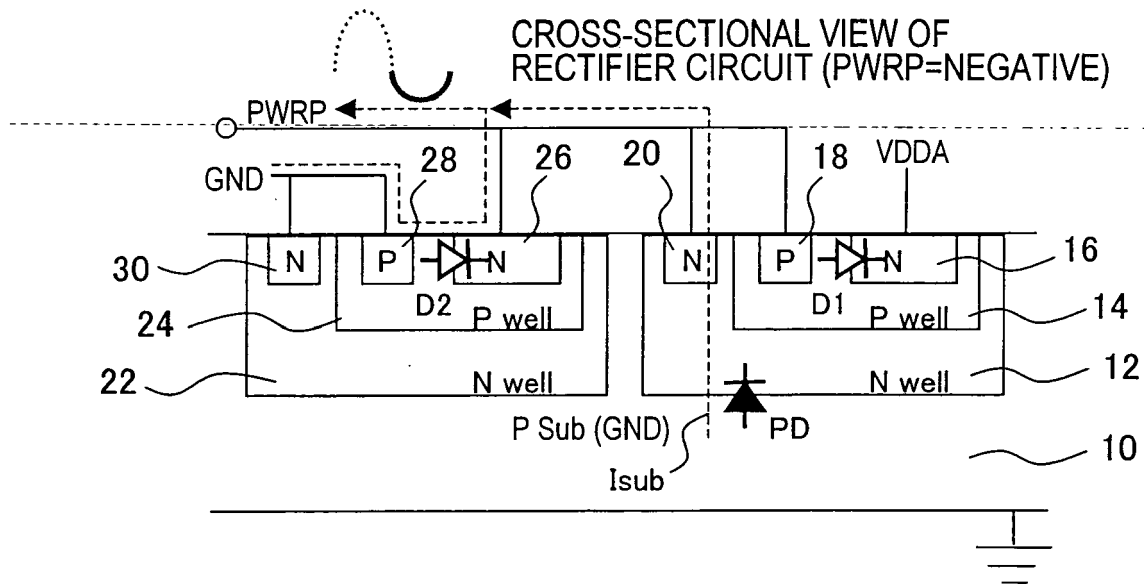 CROSS-SECTIONAL VIEW OF
RECTIFIER CIRCUIT (PWRP=NEGATIVE)
PWRP
GND
28
26
20
18
VDDA
30
N
P
N
N
P
N
16
D2
D1
24
P well
P well
14
22
N well
N well
12
P Sub (GND)
PD
10
Isub